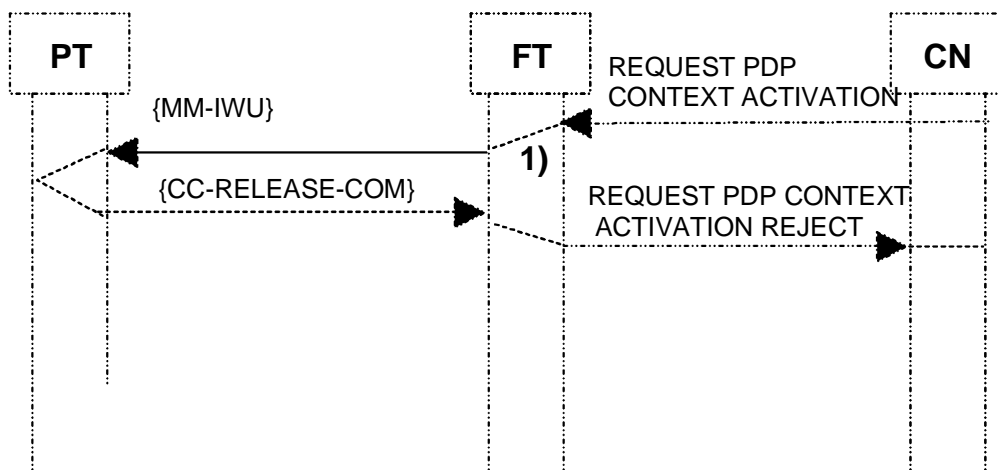 PT
FT
CN
REQUEST PDP
CONTEXT ACTIVATION
{MM-IWU}
1)
{CC-RELEASE-COM}
REQUEST PDP CONTEXT
ACTIVATION REJECT